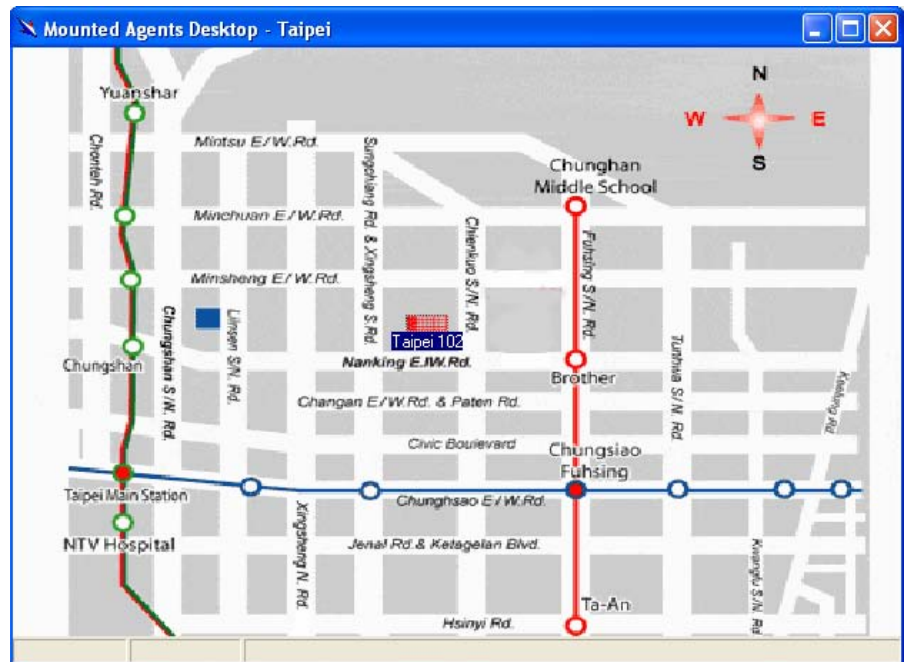 Mounted Agents Desktop - Taipei
N
W
E
S
Yuanshar
Chonteh Rd.
Mintsu E/W.Rd.
Sungchiang Rd. & Xingsheng S.Rd.
Chunghan
Middle School
Minchuan E/W.Rd.
Chienkuo S/N. Rd.
Fuhsing S/N. Rd.
Minsheng E/W.Rd.
Chungshan S/N. Rd.
Linsen S/N. Rd.
Taipei 102
Chungshan
Nanking E./W.Rd.
Brother
Tunhwa S/N. Rd.
Keelung Rd
Changan E/W.Rd. & Paten Rd.
Civic Boulevard
Chungsiao
Fuhsing
Taipei Main Station
Chunghsao E/W.Rd.
Xingsheng N. Rd.
NTV Hospital
Jenai Rd.& Ketagelan Blvd.
Kwangfu S/N. Rd
Ta-An
Hsinyi Rd.